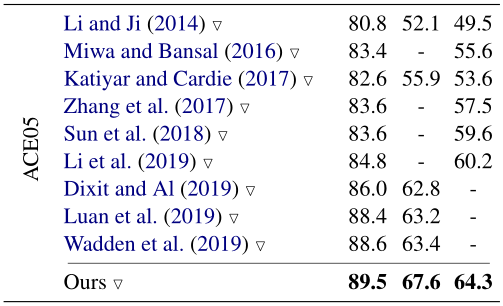 Li and Ji (2014) ▽ 80.8 52.1 49.5
Miwa and Bansal (2016) ▽ 83.4 - 55.6
Katiyar and Cardie (2017) ▽ 82.6 55.9 53.6
Zhang et al. (2017) ▽ 83.6 - 57.5
Sun et al. (2018) ▽ 83.6 - 59.6
Li et al. (2019) ▽ 84.8 - 60.2
Dixit and Al (2019) ▽ 86.0 62.8 -
Luan et al. (2019) ▽ 88.4 63.2 -
Wadden et al. (2019) ▽ 88.6 63.4 -
Ours ▽ 89.5 67.6 64.3
ACE05